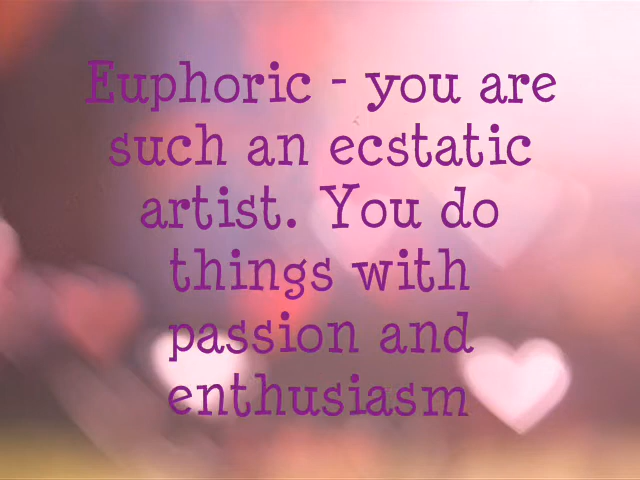 Euphoric - you are
such an ecstatic
artist. You do
things with
passion and
enthusiasm